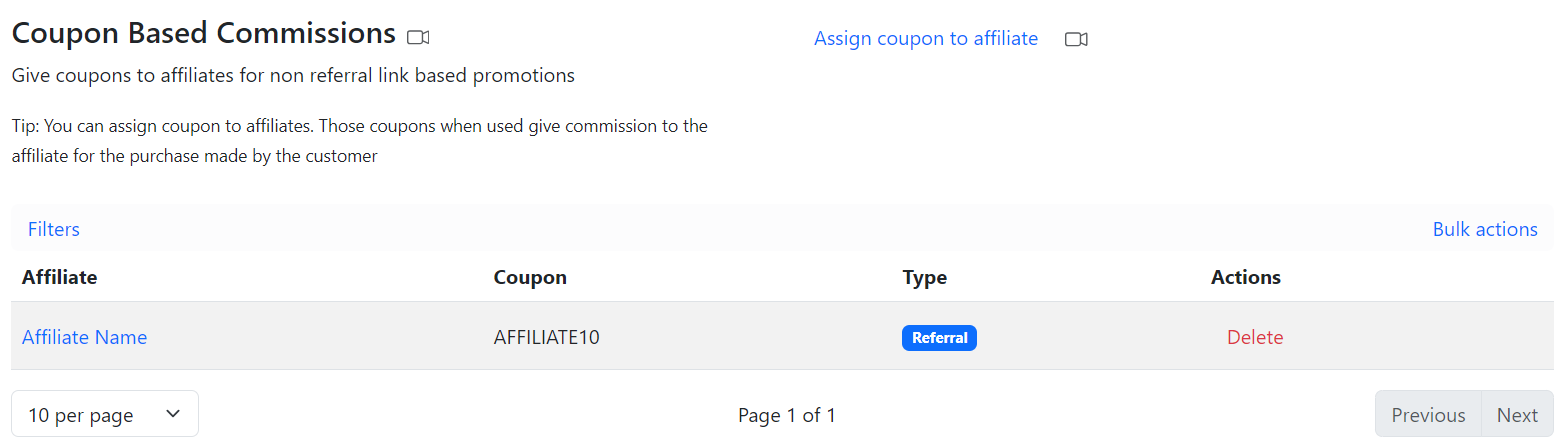 Coupon Based Commissions
Assign coupon to affiliate
Give coupons to affiliates for non referral link based promotions
Tip: You can assign coupon to affiliates. Those coupons when used give commission to the
affiliate for the purchase made by the customer
Filters
Bulk actions
Affiliate Coupon Type Actions
Affiliate Name AFFILIATE10 Referral Delete
10 per page Page 1 of 1 Previous Next